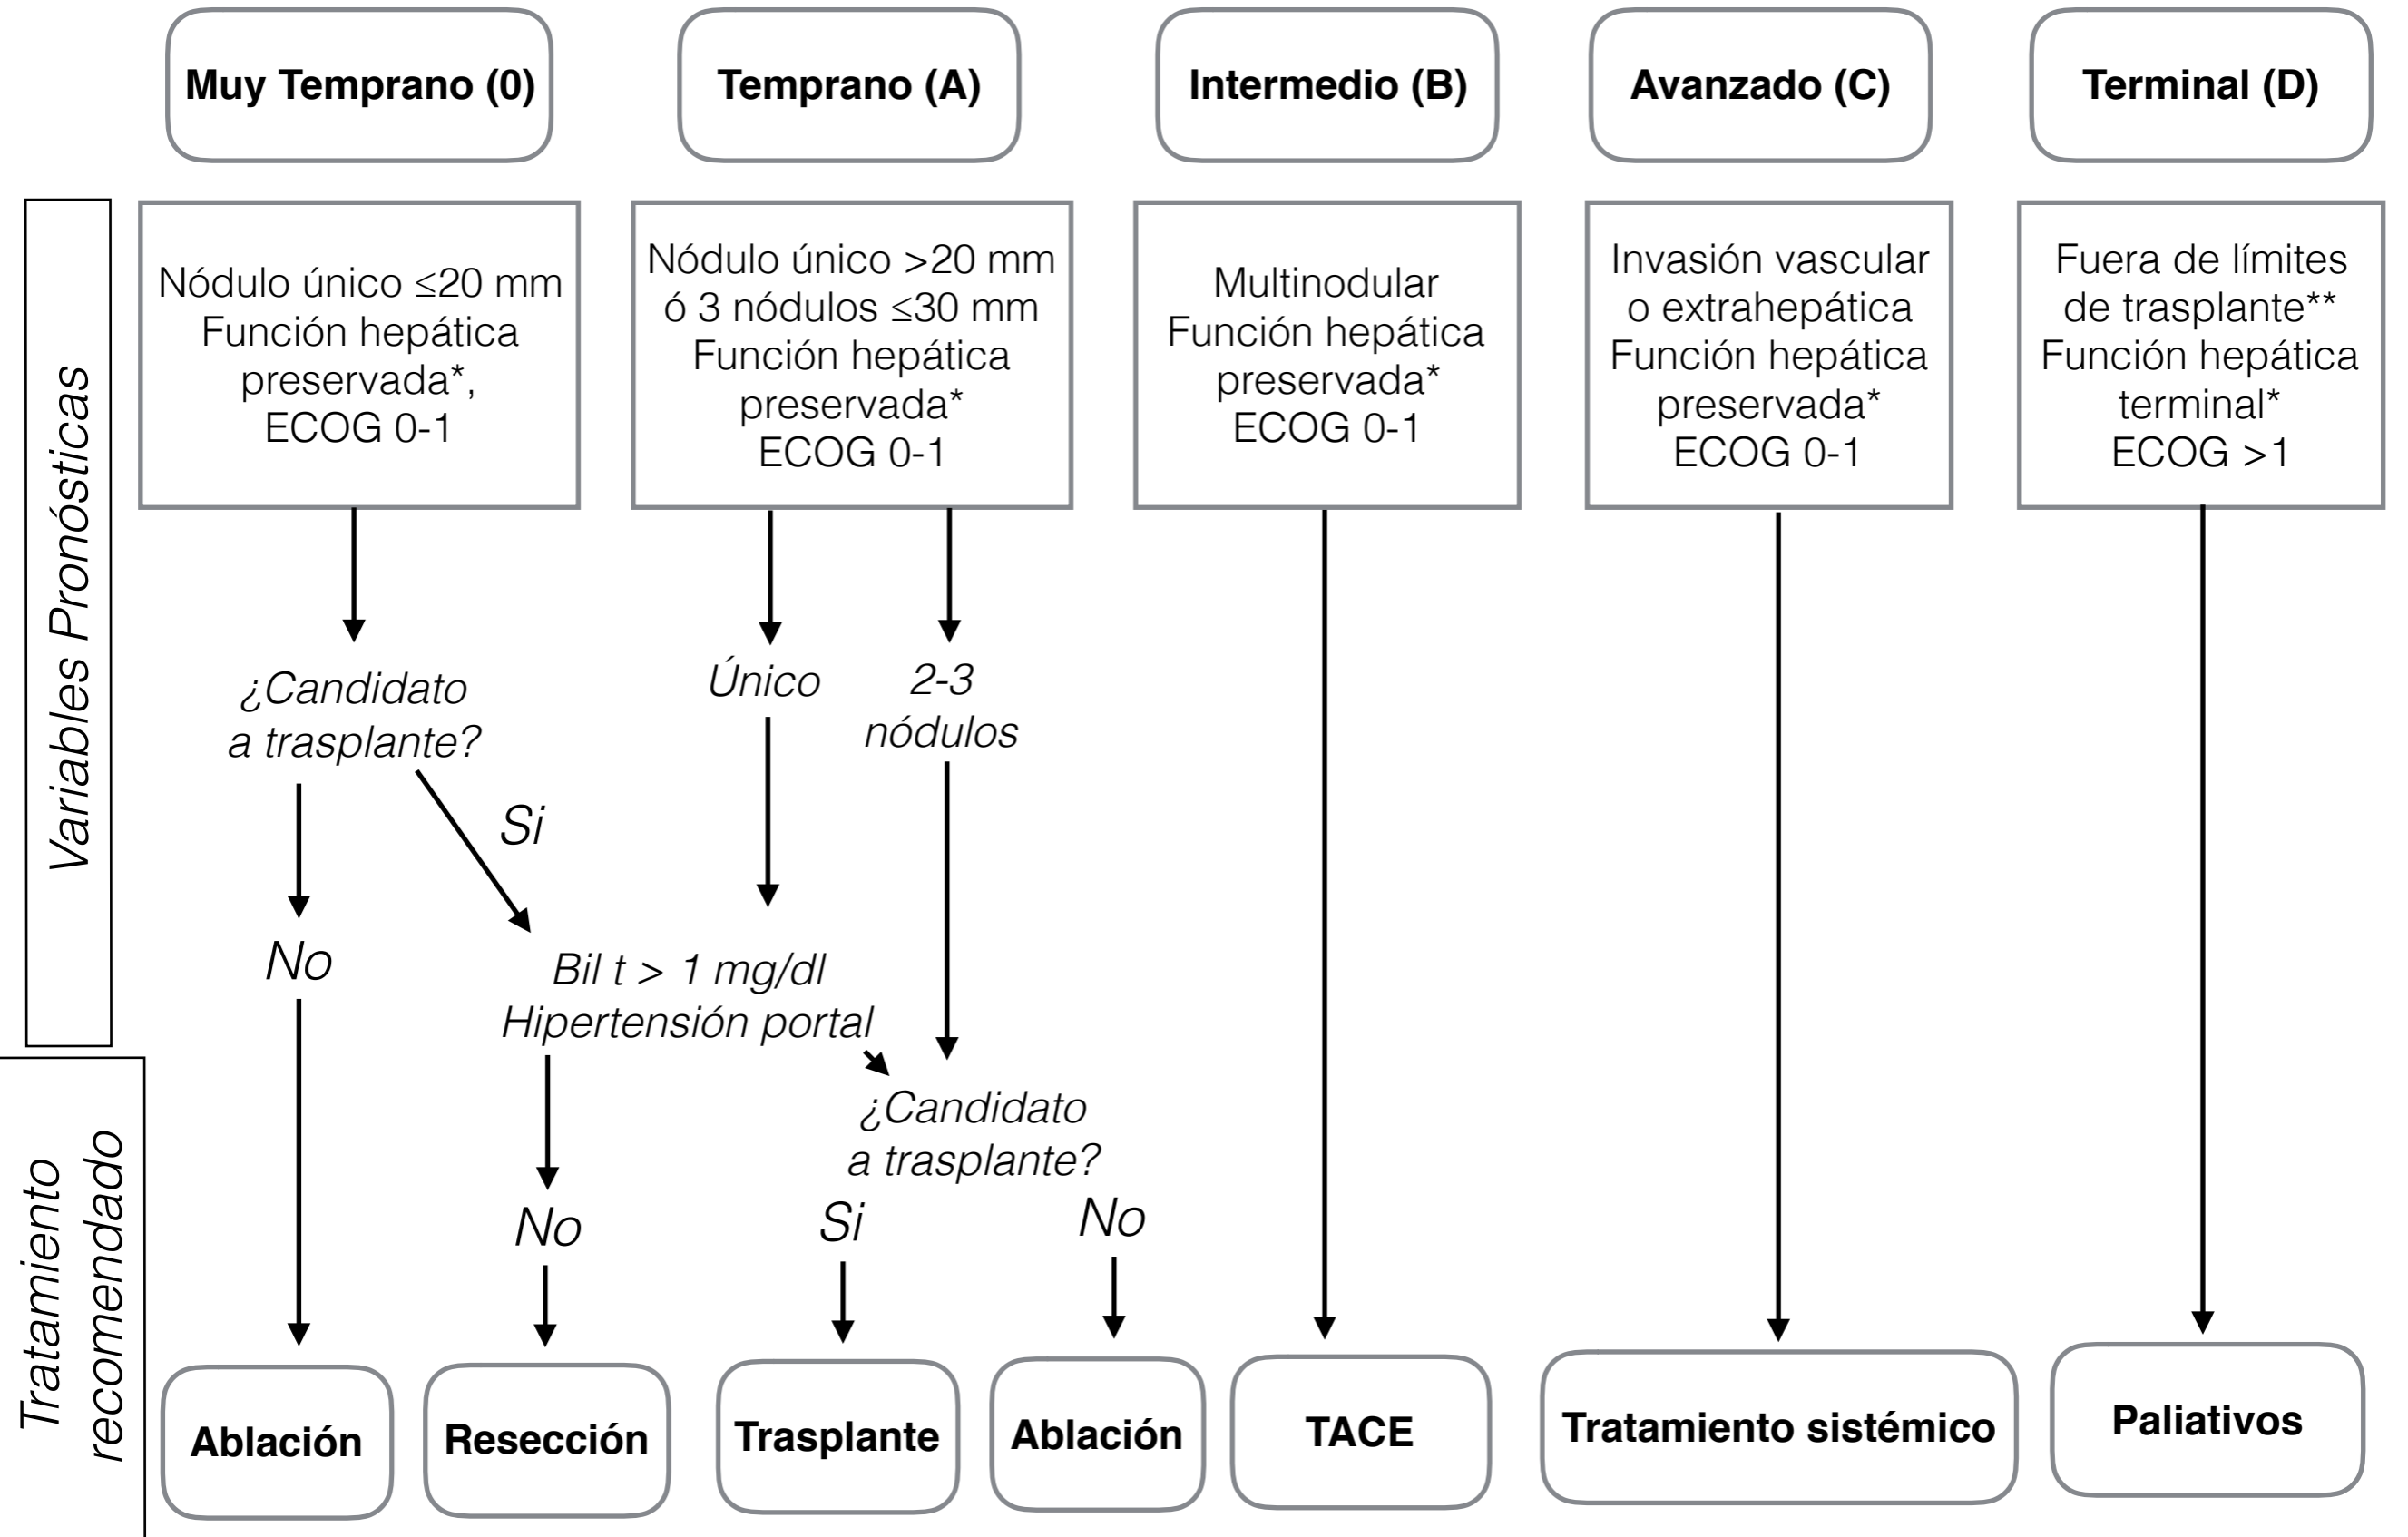 Muy Temprano (0)
Temprano (A)
Intermedio (B)
Avanzado (C)
Terminal (D)
Variables Pronósticas
Nódulo único ≤20 mm
Función hepática
preservada*,
ECOG 0-1
Nódulo único >20 mm
ó 3 nódulos ≤30 mm
Función hepática
preservada*
ECOG 0-1
Multinodular
Función hepática
preservada*
ECOG 0-1
Invasión vascular
o extrahepática
Función hepática
preservada*
ECOG 0-1
Fuera de límites
de trasplante**
Función hepática
terminal*
ECOG >1
¿Candidato
a trasplante?
Único
2-3
nódulos
Si
No
Bil t > 1 mg/dl
Hipertensión portal
¿Candidato
a trasplante?
No
Si
No
Tratamiento
recomendado
Ablación
Resección
Trasplante
Ablación
TACE
Tratamiento sistémico
Paliativos